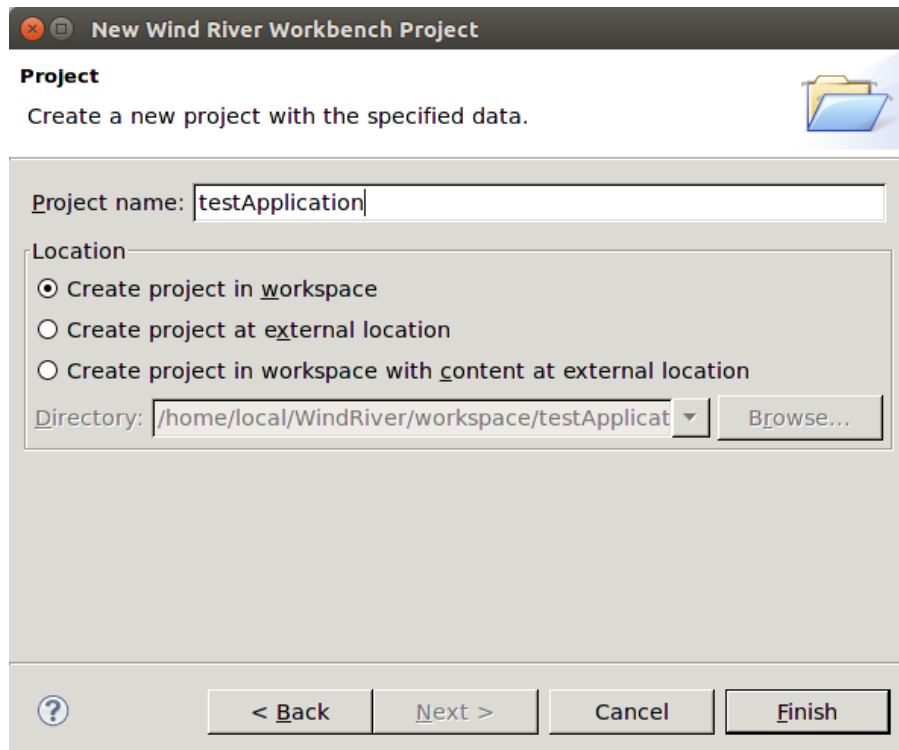 New Wind River Workbench Project
Project
Create a new project with the specified data.
Project name: testApplication
Location
Create project in workspace
Create project at external location
Create project in workspace with content at external location
Directory: /home/local/WindRiver/workspace/testApplicat Browse...
? < Back Next > Cancel Finish